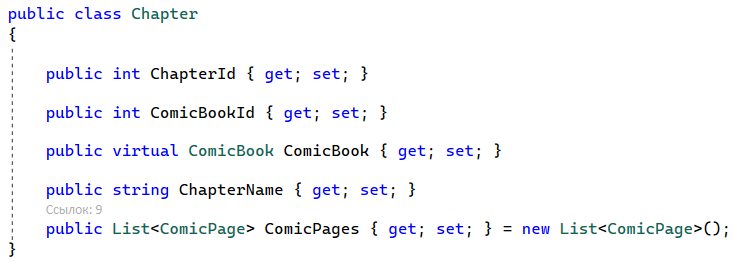 public class Chapter
{
public int ChapterId { get; set; }
public int ComicBookId { get; set; }
public virtual ComicBook ComicBook { get; set; }
public string ChapterName { get; set; }
Ссылок: 9
public List<ComicPage> ComicPages { get; set; } = new List<ComicPage>();
}